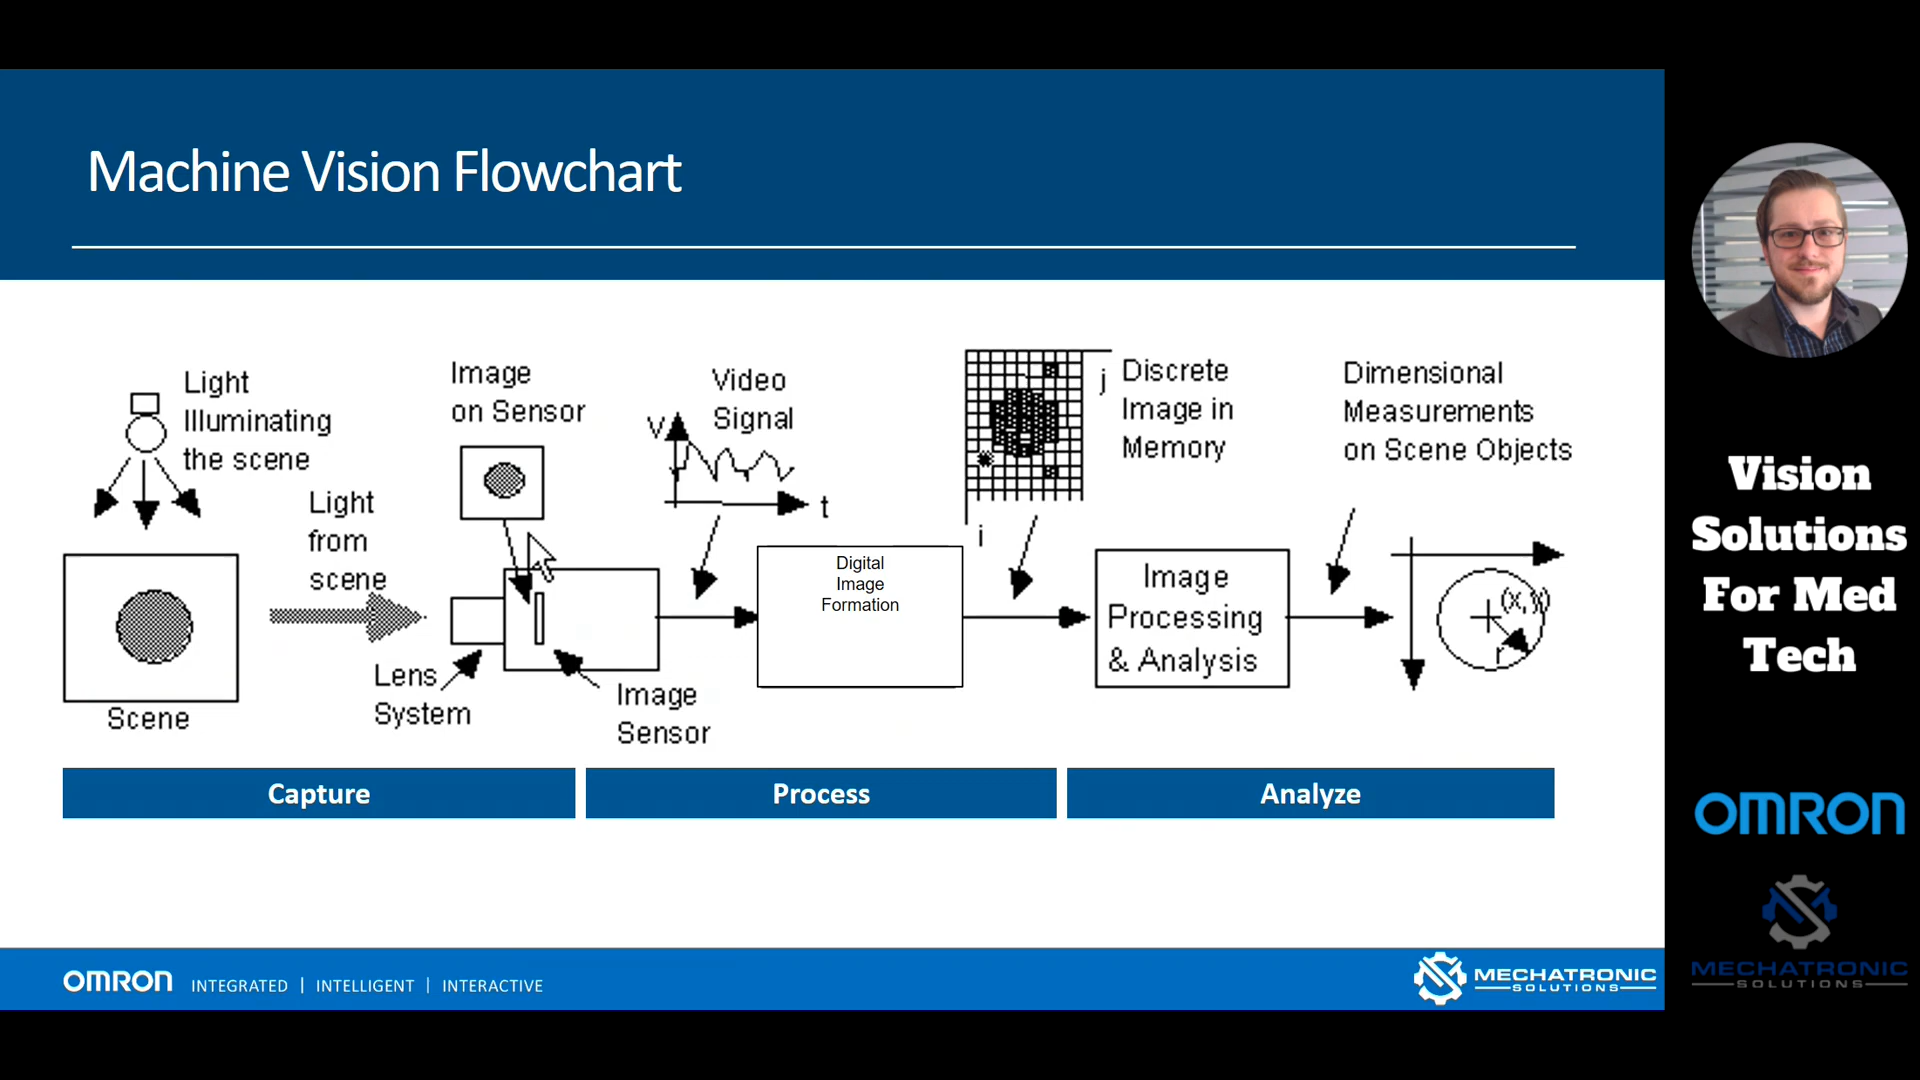 Machine Vision Flowchart
Light
Illuminating
the scene
Light
from
scene
Scene
Image
on Sensor
Lens
System
Image
Sensor
Video
Signal
V
t
Digital
Image
Formation
j
i
Discrete
Image in
Memory
Image
Processing
& Analysis
Dimensional
Measurements
on Scene Objects
(x,y)
r
Capture
Process
Analyze
OMRON INTEGRATED | INTELLIGENT | INTERACTIVE
MECHATRONIC
SOLUTIONS
Vision
Solutions
For Med
Tech
OMRON
MECHATRONIC
SOLUTIONS